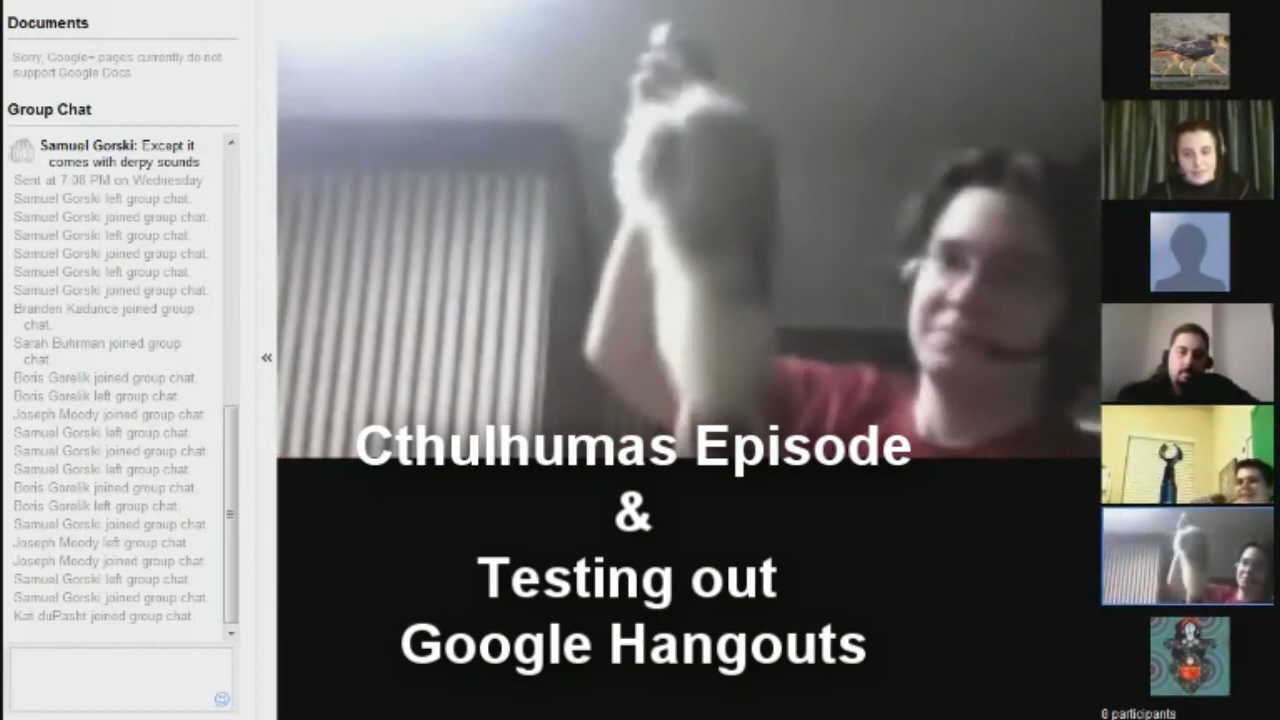 Documents
Sorry, Google+ pages currently do not
support Google Docs
Group Chat
Samuel Gorski: Except it
comes with derpy sounds
Sent at 7:08 PM on Wednesday
Samuel Gorski left group chat.
Samuel Gorski joined group chat.
Samuel Gorski left group chat.
Samuel Gorski joined group chat.
Samuel Gorski left group chat.
Samuel Gorski joined group chat.
Branden Kadunce joined group
chat.
Sarah Buhrman joined group
chat.
Boris Gorelik joined group chat.
Boris Gorelik left group chat.
Joseph Moody joined group chat.
Samuel Gorski left group chat.
Samuel Gorski joined group chat.
Samuel Gorski left group chat.
Boris Gorelik joined group chat.
Boris Gorelik left group chat.
Samuel Gorski joined group chat.
Joseph Moody left group chat.
Joseph Moody joined group chat.
Samuel Gorski left group chat.
Samuel Gorski joined group chat.
Kat duPasht joined group chat.
Cthulhumas Episode
&
Testing out
Google Hangouts
participants